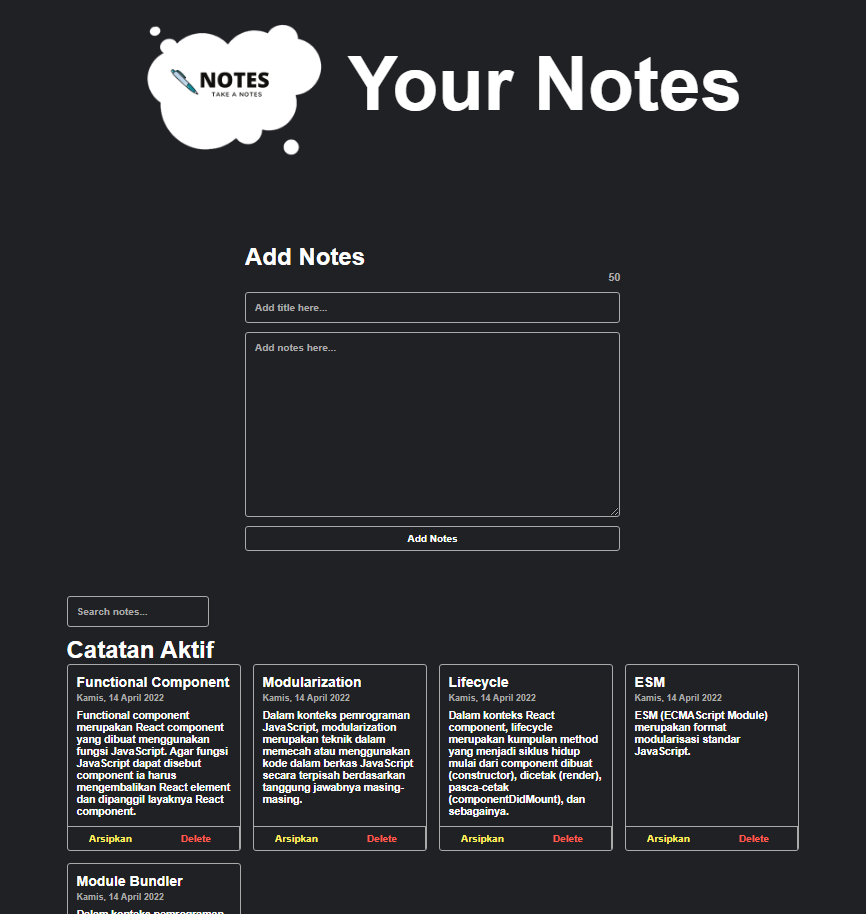 NOTES
TAKE A NOTES
Your Notes
Add Notes
50
Add title here...
Add notes here...
Add Notes
Search notes...
Catatan Aktif
Functional Component
Kamis, 14 April 2022
Functional component
merupakan React component
yang dibuat menggunakan
fungsi JavaScript. Agar fungsi
JavaScript dapat disebut
component ia harus
mengembalikan React element
dan dipanggil layaknya React
component.
Arsipkan
Delete
Modularization
Kamis, 14 April 2022
Dalam konteks pemrograman
JavaScript, modularization
merupakan teknik dalam
memecah atau menggunakan
kode dalam berkas JavaScript
secara terpisah berdasarkan
tanggung jawabnya masing-
masing.
Arsipkan
Delete
Lifecycle
Kamis, 14 April 2022
Dalam konteks React
component, lifecycle
merupakan kumpulan method
yang menjadi siklus hidup
mulai dari component dibuat
(constructor), dicetak (render),
pasca-cetak
(componentDidMount), dan
sebagainya.
Arsipkan
Delete
ESM
Kamis, 14 April 2022
ESM (ECMAScript Module)
merupakan format
modularisasi standar
JavaScript.
Arsipkan
Delete
Module Bundler
Kamis, 14 April 2022
Dalam konteks pemrograman